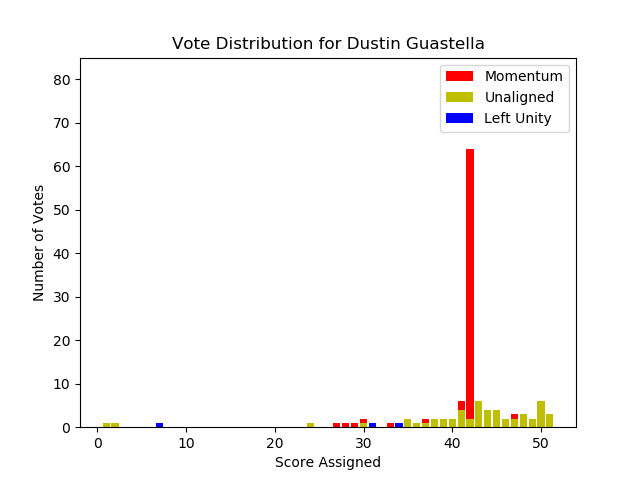 Vote Distribution for Dustin Guastella
Momentum
Unaligned
Left Unity
80
70
60
50
40
30
20
10
0
Number of Votes
0 10 20 30 40 50
Score Assigned